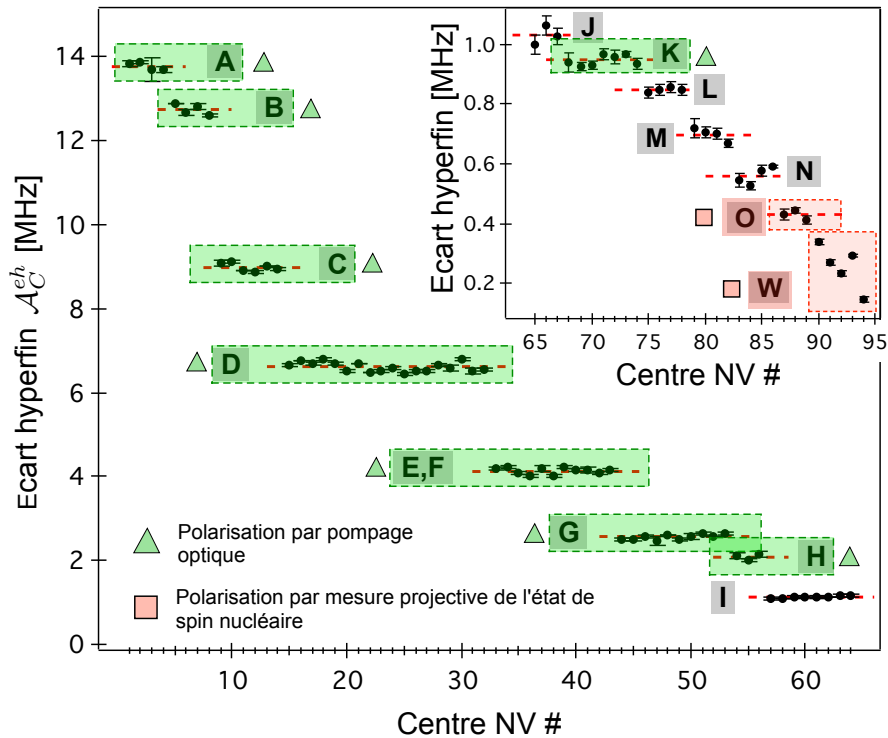 Ecart hyperfin 𝒜_C^{eh} [MHz]
14
12
10
8
6
4
2
0
A
B
C
D
E,F
G
H
I
Polarisation par pompage
optique
Polarisation par mesure projective de l'état de
spin nucléaire
10
20
30
40
50
60
Centre NV #
Ecart hyperfin [MHz]
1.0
0.8
0.6
0.4
0.2
J
K
L
M
N
O
W
65
70
75
80
85
90
95
Centre NV #